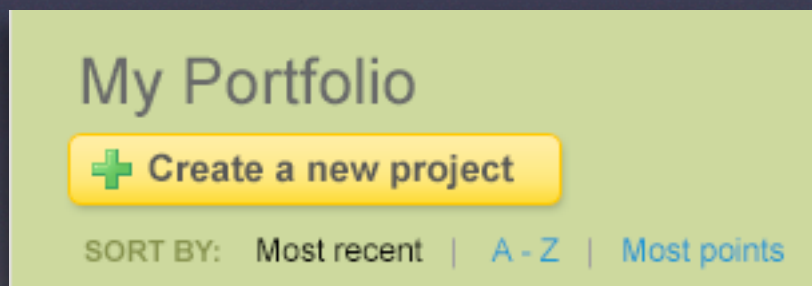 My Portfolio
Create a new project
SORT BY: Most recent | A - Z | Most points